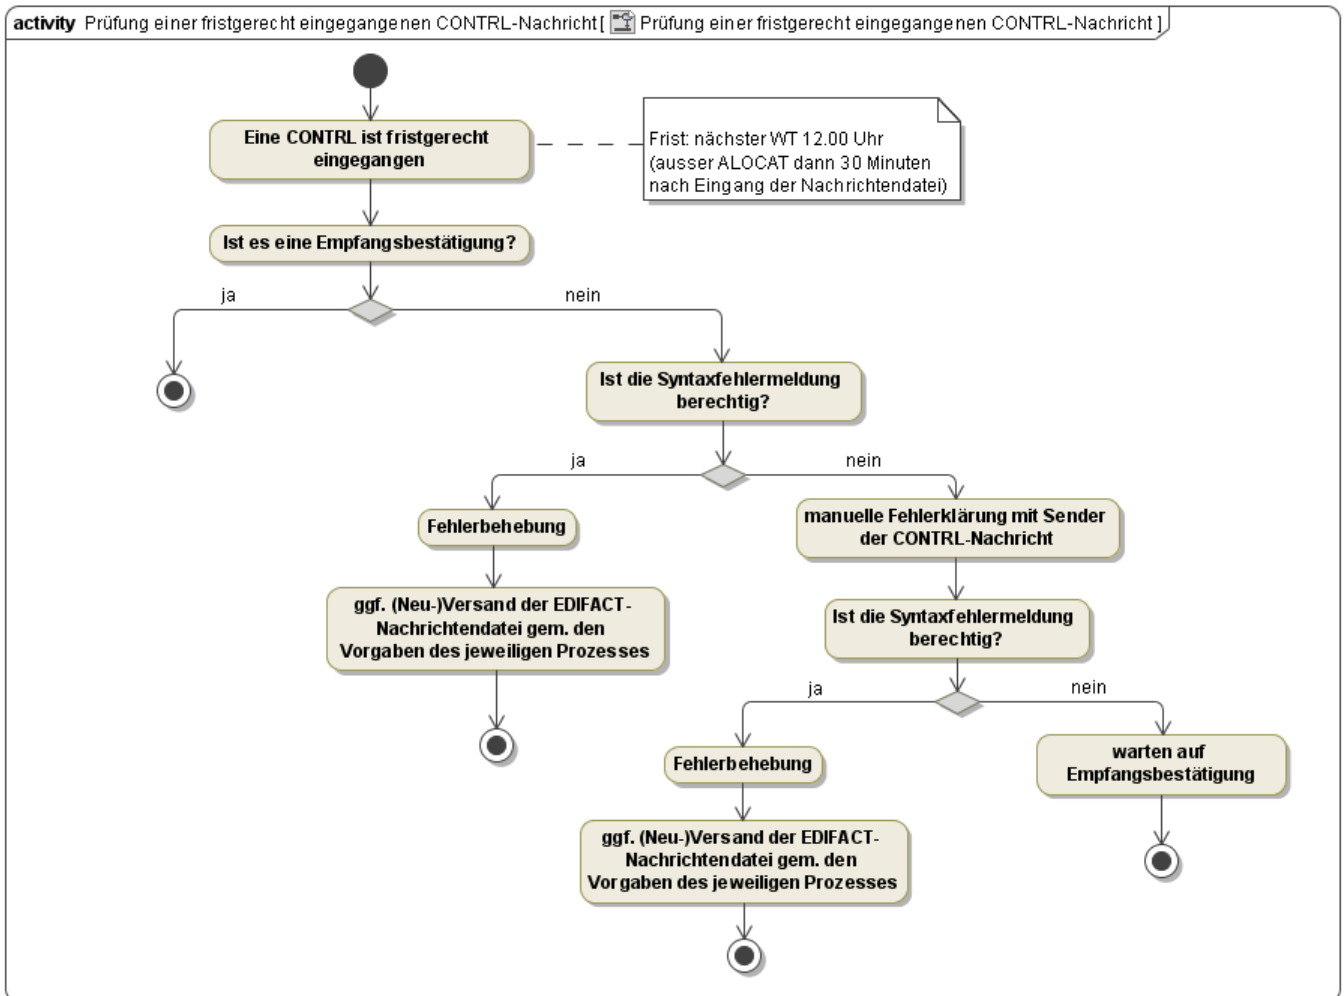 activity Prüfung einer fristgerecht eingegangenen CONTRL-Nachricht[ Prüfung einer fristgerecht eingegangenen CONTRL-Nachricht ]
Eine CONTRL ist fristgerecht
eingegangen
Frist: nächster WT 12.00 Uhr
(ausser ALOCAT dann 30 Minuten
nach Eingang der Nachrichtendatei)
Ist es eine Empfangsbestätigung?
ja
nein
Ist die Syntaxfehlermeldung
berechtig?
ja
nein
Fehlerbehebung
manuelle Fehlerklärung mit Sender
der CONTRL-Nachricht
ggf. (Neu-)Versand der EDIFACT-
Nachrichtendatei gem. den
Vorgaben des jeweiligen Prozesses
Ist die Syntaxfehlermeldung
berechtig?
ja
nein
Fehlerbehebung
warten auf
Empfangsbestätigung
ggf. (Neu-)Versand der EDIFACT-
Nachrichtendatei gem. den
Vorgaben des jeweiligen Prozesses